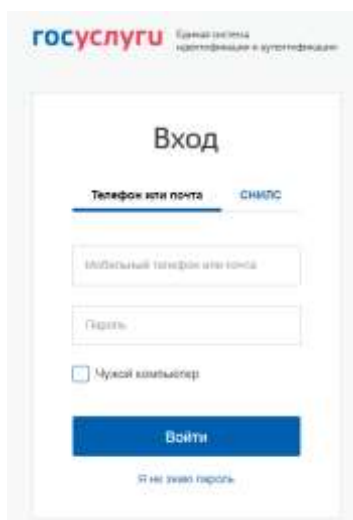 госуслуги
Единая система
идентификации и аутентификации
Вход
Телефон или почта
СНИЛС
Мобильный телефон или почта
Пароль
Чужой компьютер
Войти
Я не знаю пароль